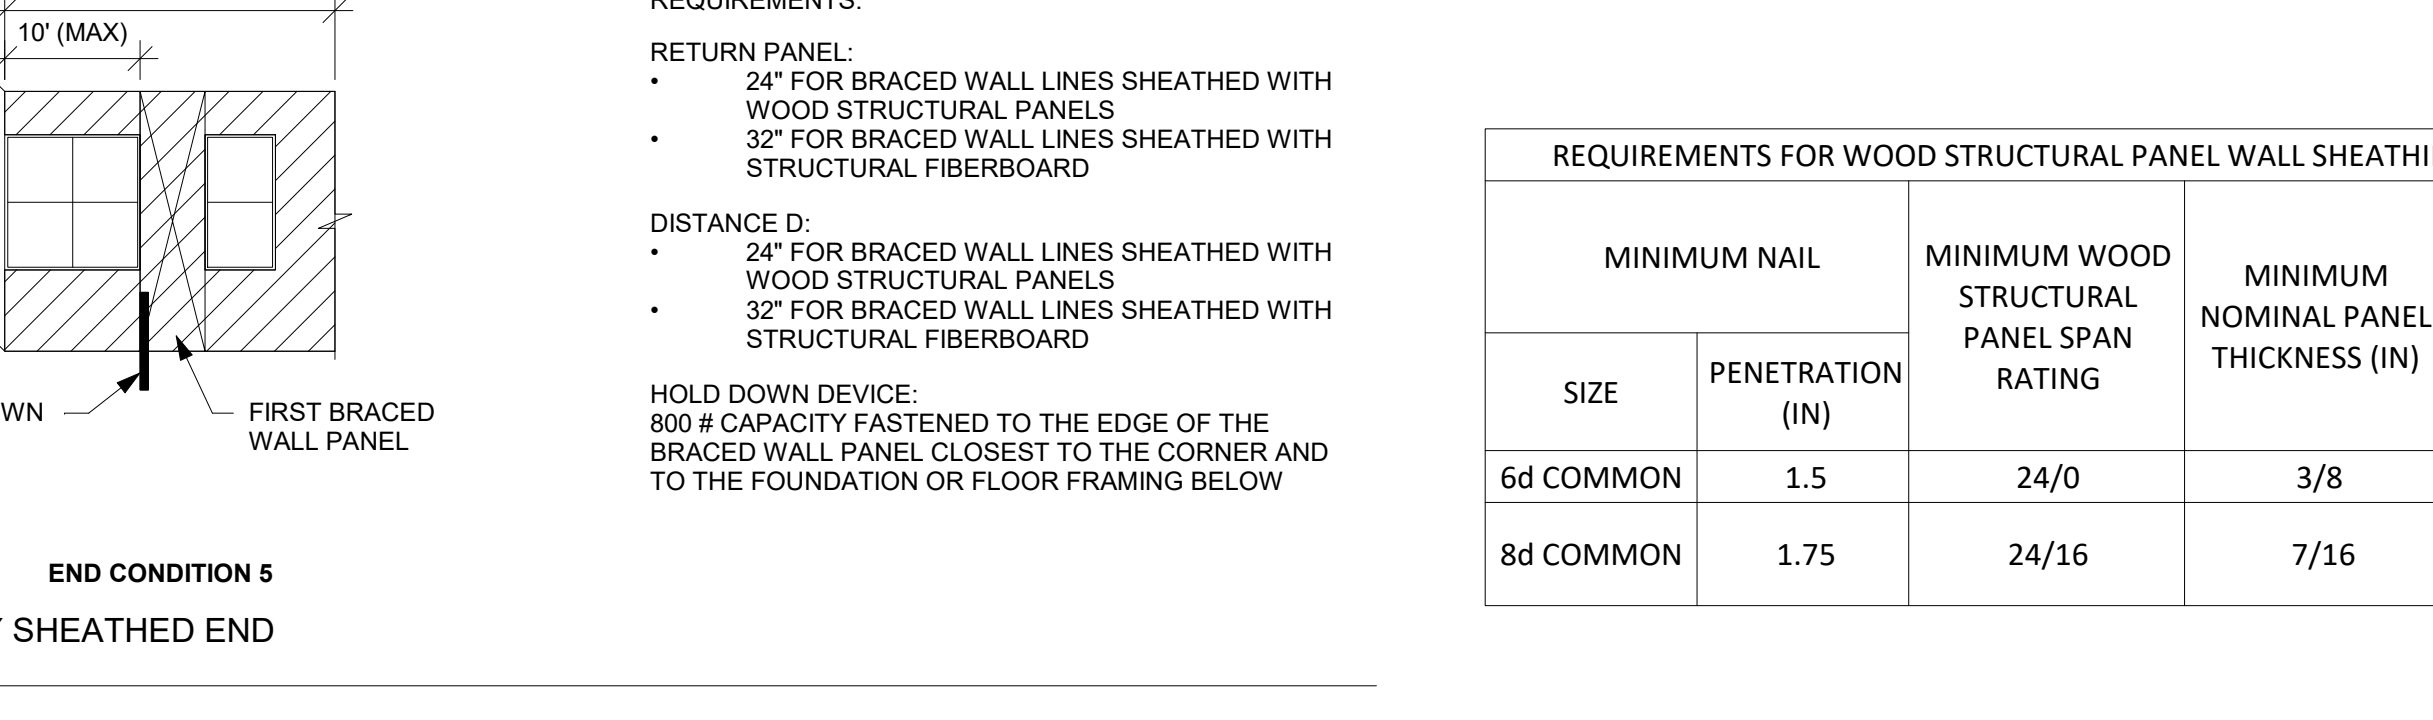 10' (MAX)
WN
FIRST BRACED
WALL PANEL
END CONDITION 5
SHEATHED END
REQUIREMENTS:
RETURN PANEL:
• 24" FOR BRACED WALL LINES SHEATHED WITH
WOOD STRUCTURAL PANELS
• 32" FOR BRACED WALL LINES SHEATHED WITH
STRUCTURAL FIBERBOARD
DISTANCE D:
• 24" FOR BRACED WALL LINES SHEATHED WITH
WOOD STRUCTURAL PANELS
• 32" FOR BRACED WALL LINES SHEATHED WITH
STRUCTURAL FIBERBOARD
HOLD DOWN DEVICE:
800 # CAPACITY FASTENED TO THE EDGE OF THE
BRACED WALL PANEL CLOSEST TO THE CORNER AND
TO THE FOUNDATION OR FLOOR FRAMING BELOW
REQUIREMENTS FOR WOOD STRUCTURAL PANEL WALL SHEATHI
MINIMUM NAIL
MINIMUM WOOD
STRUCTURAL
PANEL SPAN
RATING
MINIMUM
NOMINAL PANEL
THICKNESS (IN)
SIZE
PENETRATION
(IN)
6d COMMON 1.5 24/0 3/8
8d COMMON 1.75 24/16 7/16